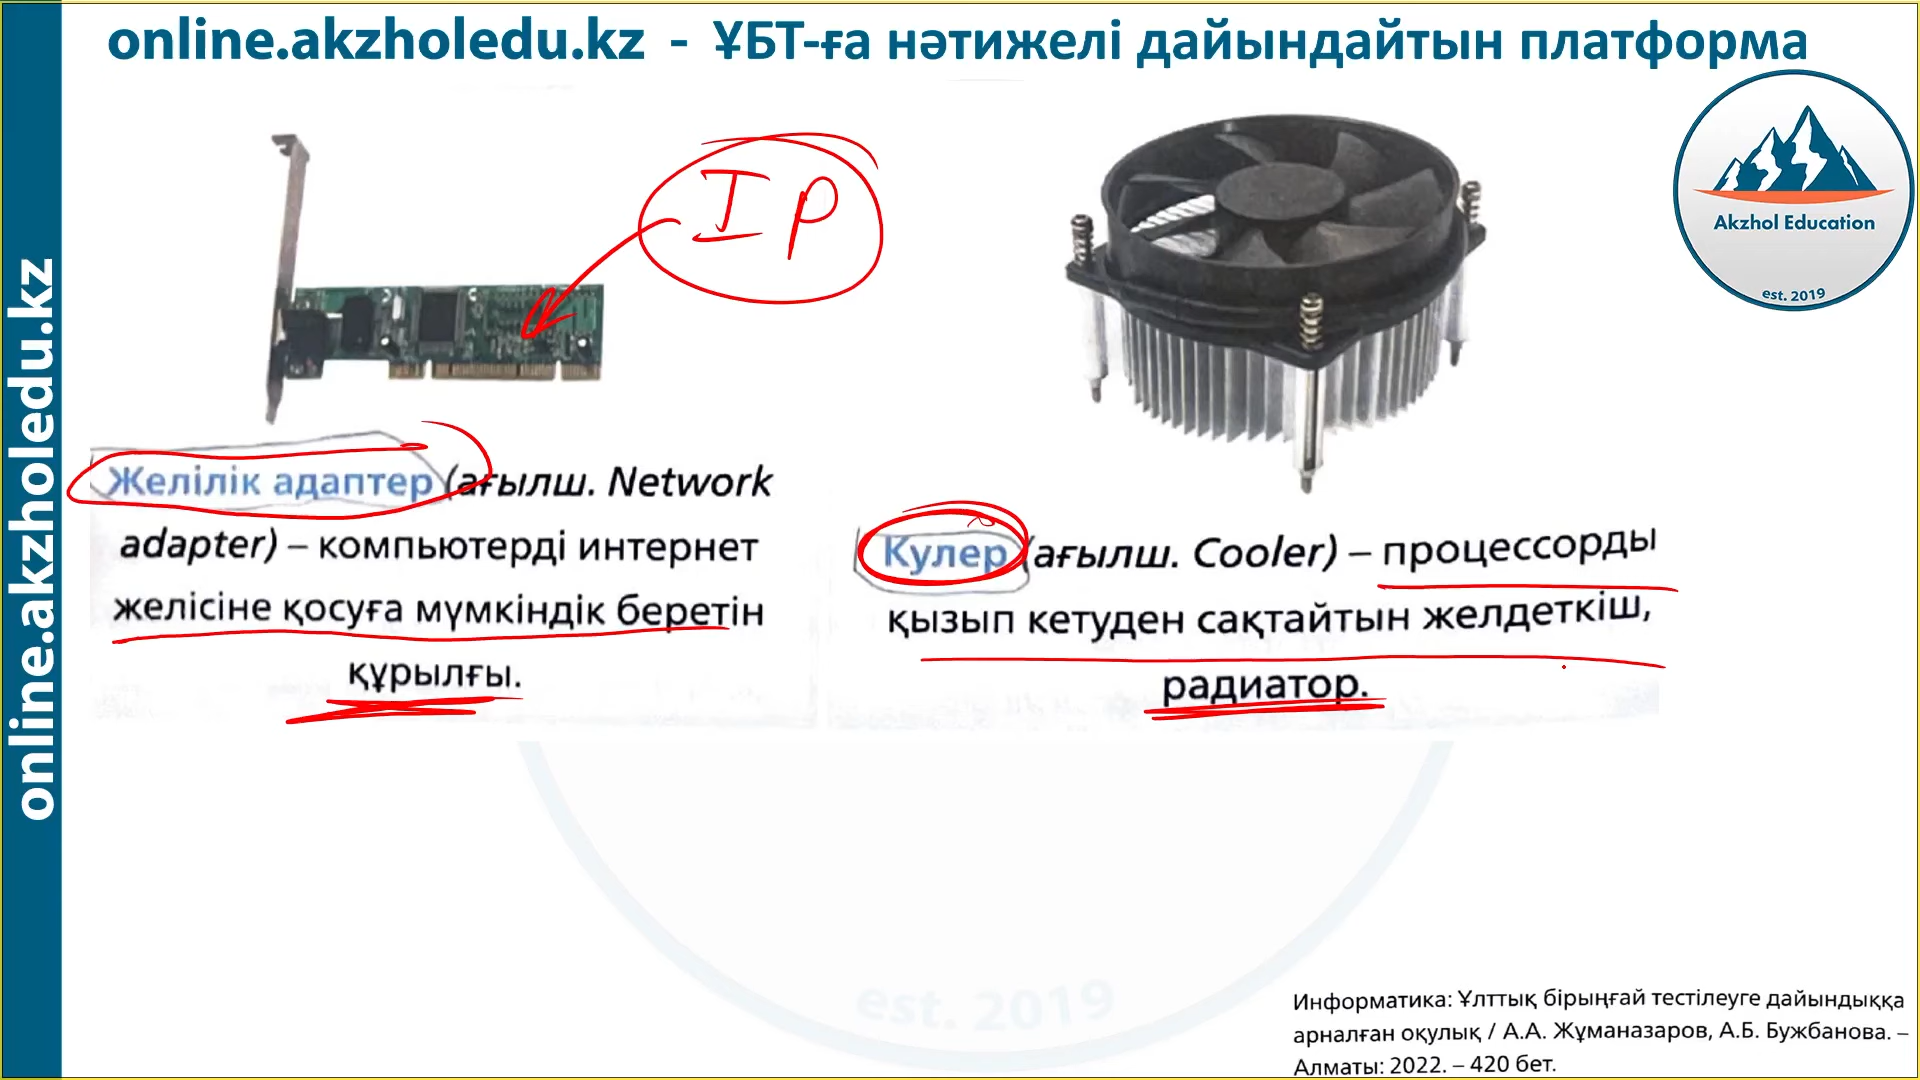 online.akzholedu.kz - ҰБТ-ға нәтижелі дайындайтын платформа
online.akzholedu.kz
Akzhol Education
est. 2019
IP
Желілік адаптер (ағылш. Network
adapter) – компьютерді интернет
желісіне қосуға мүмкіндік беретін
құрылғы.
Кулер (ағылш. Cooler) – процессорды
қызып кетуден сақтайтын желдеткіш,
радиатор.
est. 2019
Информатика: Ұлттық бірыңғай тестілеуге дайындыққа
арналған оқулық / А.А. Жұманазаров, А.Б. Бужбанова. –
Алматы: 2022. – 420 бет.